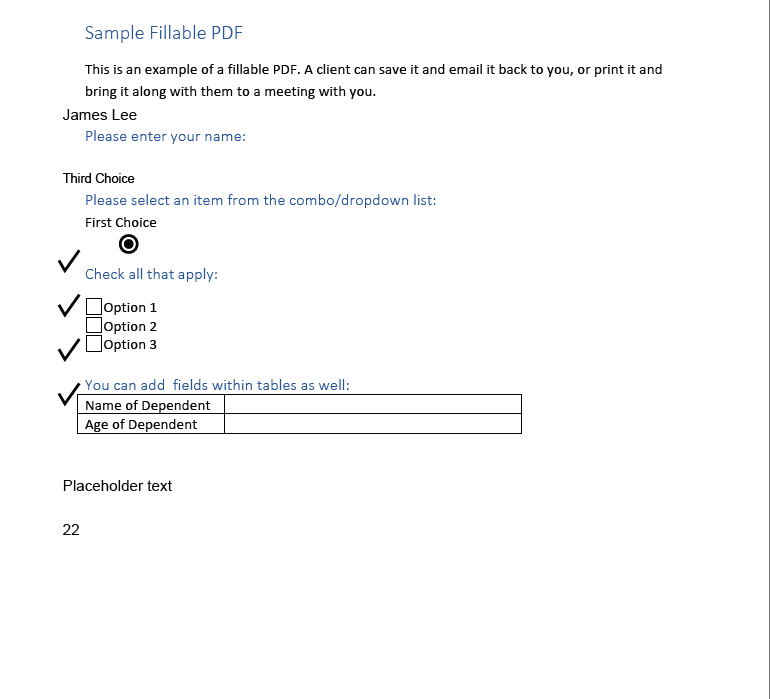 Sample Fillable PDF
This is an example of a fillable PDF. A client can save it and email it back to you, or print it and
bring it along with them to a meeting with you.
James Lee
Please enter your name:
Third Choice
Please select an item from the combo/dropdown list:
First Choice
Check all that apply:
Option 1
Option 2
Option 3
You can add  fields within tables as well:
Name of Dependent
Age of Dependent
Placeholder text
22